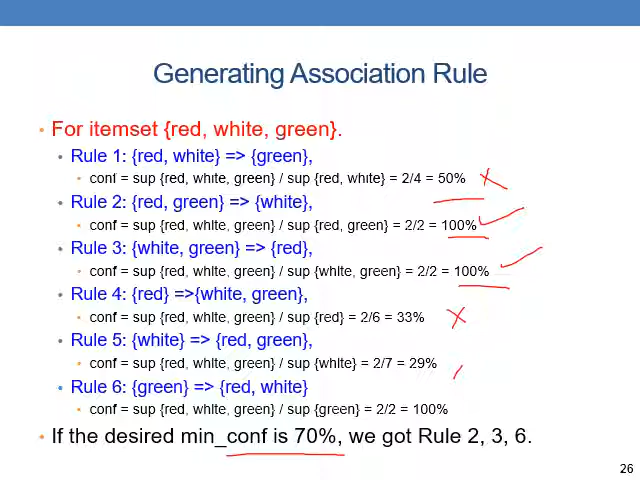 Generating Association Rule
• For itemset {red, white, green}.
• Rule 1: {red, white} => {green},
• conf = sup {red, white, green} / sup {red, white} = 2/4 = 50%
• Rule 2: {red, green} => {white},
• conf = sup {red, white, green} / sup {red, green} = 2/2 = 100%
• Rule 3: {white, green} => {red},
• conf = sup {red, white, green} / sup {white, green} = 2/2 = 100%
• Rule 4: {red} =>{white, green},
• conf = sup {red, white, green} / sup {red} = 2/6 = 33%
• Rule 5: {white} => {red, green},
• conf = sup {red, white, green} / sup {white} = 2/7 = 29%
• Rule 6: {green} => {red, white}
• conf = sup {red, white, green} / sup {green} = 2/2 = 100%
• If the desired min_conf is 70%, we got Rule 2, 3, 6.
26